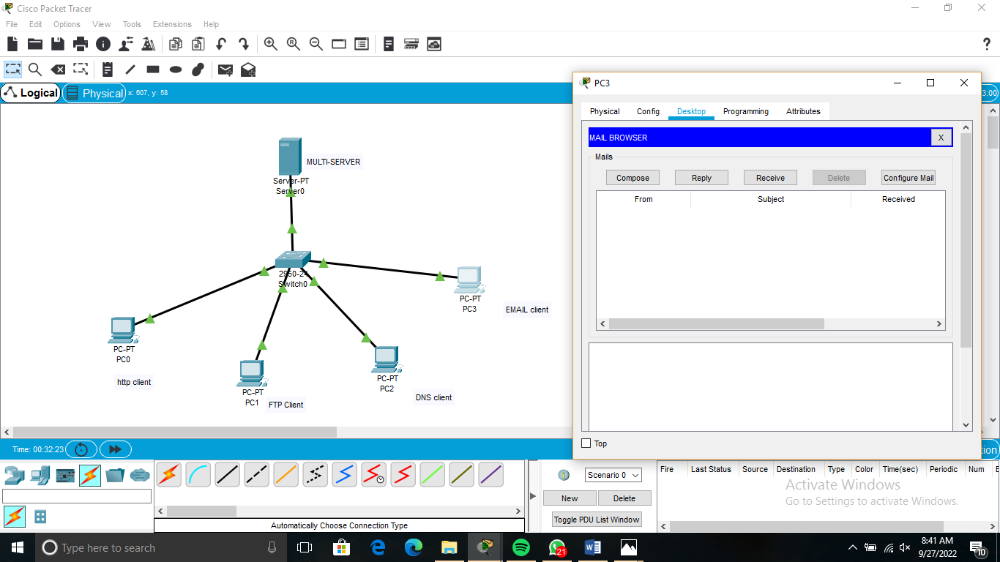 Cisco Packet Tracer
File Edit Options View Tools Extensions Help
?
Logical Physical x: 607, y: 58
3:00
MULTI-SERVER
Server-PT
Server0
2950-24
Switch0
PC-PT
PC3
EMAIL client
PC-PT
PC0
http client
PC-PT
PC1
FTP Client
PC-PT
PC2
DNS client
PC3
Physical Config Desktop Programming Attributes
MAIL BROWSER X
Mails
Compose Reply Receive Delete Configure Mail
From Subject Received
Top
Time: 00:32:23
tion
Automatically Choose Connection Type
Scenario 0
New Delete
Toggle PDU List Window
Fire Last Status Source Destination Type Color Time(sec) Periodic Num E
Activate Windows
Go to Settings to activate Windows.
Type here to search
21
W
8:41 AM
9/27/2022
10